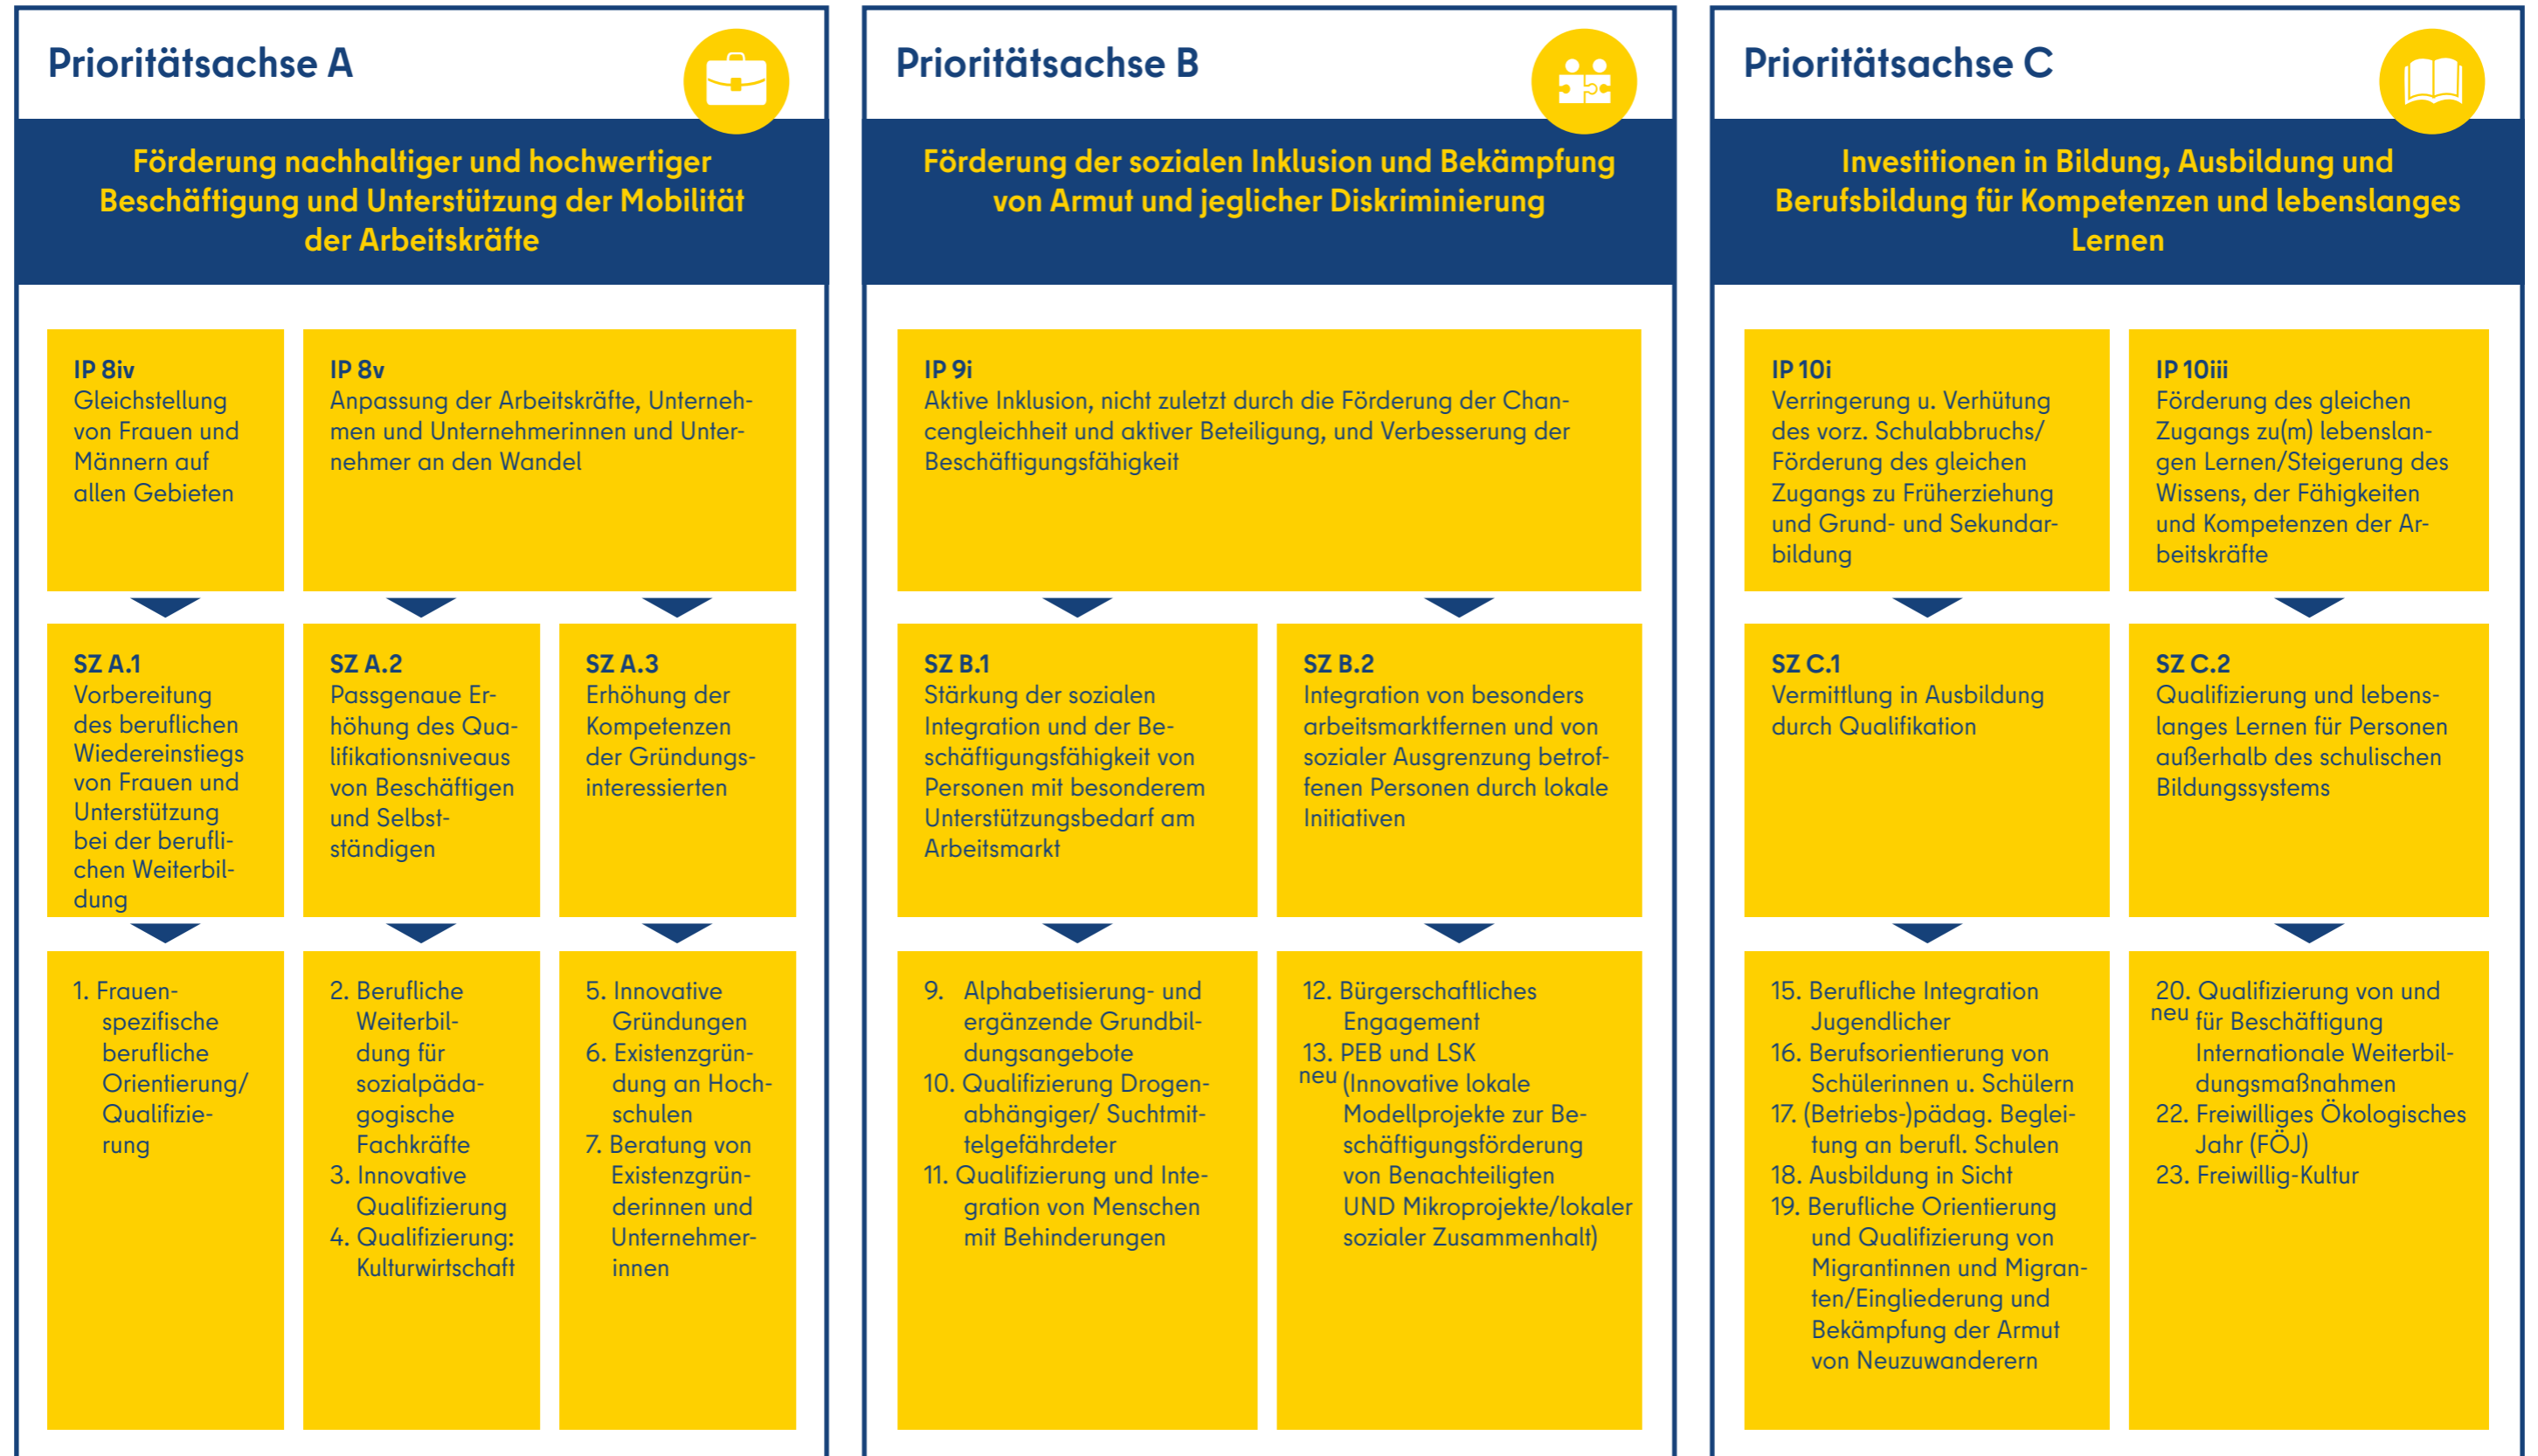 Prioritätsachse A
Förderung nachhaltiger und hochwertiger
Beschäftigung und Unterstützung der Mobilität
der Arbeitskräfte
IP 8iv
Gleichstellung
von Frauen und
Männern auf
allen Gebieten
IP 8v
Anpassung der Arbeitskräfte, Unterneh-
men und Unternehmerinnen und Unter-
nehmer an den Wandel
SZ A.1
Vorbereitung
des beruflichen
Wiedereinstiegs
von Frauen und
Unterstützung
bei der berufli-
chen Weiterbil-
dung
SZ A.2
Passgenaue Er-
höhung des Qua-
lifikationsniveaus
von Beschäftigen
und Selbst-
ständigen
SZ A.3
Erhöhung der
Kompetenzen
der Gründungs-
interessierten
1. Frauen-
spezifische
berufliche
Orientierung/
Qualifizie-
rung
2. Berufliche
Weiterbil-
dung für
sozialpäda-
gogische
Fachkräfte
3. Innovative
Qualifizierung
4. Qualifizierung:
Kulturwirtschaft
5. Innovative
Gründungen
6. Existenzgrün-
dung an Hoch-
schulen
7. Beratung von
Existenzgrün-
derinnen und
Unternehmer-
innen
Prioritätsachse B
Förderung der sozialen Inklusion und Bekämpfung
von Armut und jeglicher Diskriminierung
IP 9i
Aktive Inklusion, nicht zuletzt durch die Förderung der Chan-
cengleichheit und aktiver Beteiligung, und Verbesserung der
Beschäftigungsfähigkeit
SZ B.1
Stärkung der sozialen
Integration und der Be-
schäftigungsfähigkeit von
Personen mit besonderem
Unterstützungsbedarf am
Arbeitsmarkt
SZ B.2
Integration von besonders
arbeitsmarktfernen und von
sozialer Ausgrenzung betrof-
fenen Personen durch lokale
Initiativen
9. Alphabetisierung- und
ergänzende Grundbil-
dungsangebote
10. Qualifizierung Drogen-
abhängiger/ Suchtmit-
telgefährdeter
11. Qualifizierung und Inte-
gration von Menschen
mit Behinderungen
12. Bürgerschaftliches
Engagement
13. PEB und LSK
neu (Innovative lokale
Modellprojekte zur Be-
schäftigungsförderung
von Benachteiligten
UND Mikroprojekte/lokaler
sozialer Zusammenhalt)
Prioritätsachse C
Investitionen in Bildung, Ausbildung und
Berufsbildung für Kompetenzen und lebenslanges
Lernen
IP 10i
Verringerung u. Verhütung
des vorz. Schulabbruchs/
Förderung des gleichen
Zugangs zu Früherziehung
und Grund- und Sekundar-
bildung
IP 10iii
Förderung des gleichen
Zugangs zu(m) lebenslan-
gen Lernen/Steigerung des
Wissens, der Fähigkeiten
und Kompetenzen der Ar-
beitskräfte
SZ C.1
Vermittlung in Ausbildung
durch Qualifikation
SZ C.2
Qualifizierung und lebens-
langes Lernen für Personen
außerhalb des schulischen
Bildungssystems
15. Berufliche Integration
Jugendlicher
16. Berufsorientierung von
Schülerinnen u. Schülern
17. (Betriebs-)pädag. Beglei-
tung an berufl. Schulen
18. Ausbildung in Sicht
19. Berufliche Orientierung
und Qualifizierung von
Migrantinnen und Migran-
ten/Eingliederung und
Bekämpfung der Armut
von Neuzuwanderern
20. Qualifizierung von und
neu für Beschäftigung
Internationale Weiterbil-
dungsmaßnahmen
22. Freiwilliges Ökologisches
Jahr (FÖJ)
23. Freiwillig-Kultur